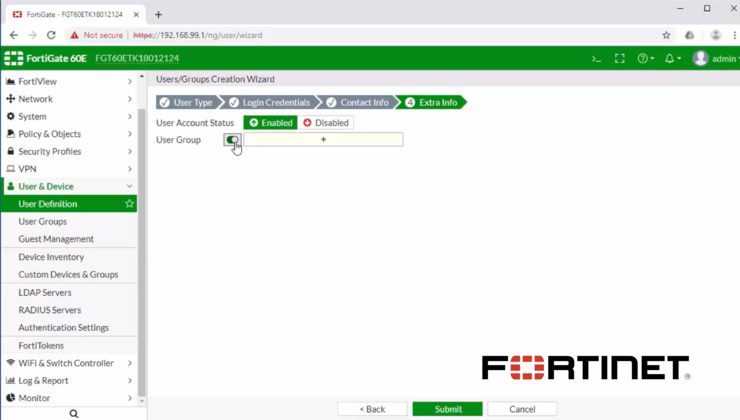 FortiGate - FGT60ETK18012124
Not secure https://192.168.99.1/ng/user/wizard
FortiGate 60E FGT60ETK18012124 admin
FortiView
Network
System
Policy & Objects
Security Profiles
VPN
User & Device
User Definition
User Groups
Guest Management
Device Inventory
Custom Devices & Groups
LDAP Servers
RADIUS Servers
Authentication Settings
FortiTokens
WiFi & Switch Controller
Log & Report
Monitor
Users/Groups Creation Wizard
User Type Login Credentials Contact Info 4 Extra Info
User Account Status Enabled Disabled
User Group +
FORTINET®
< Back Submit Cancel